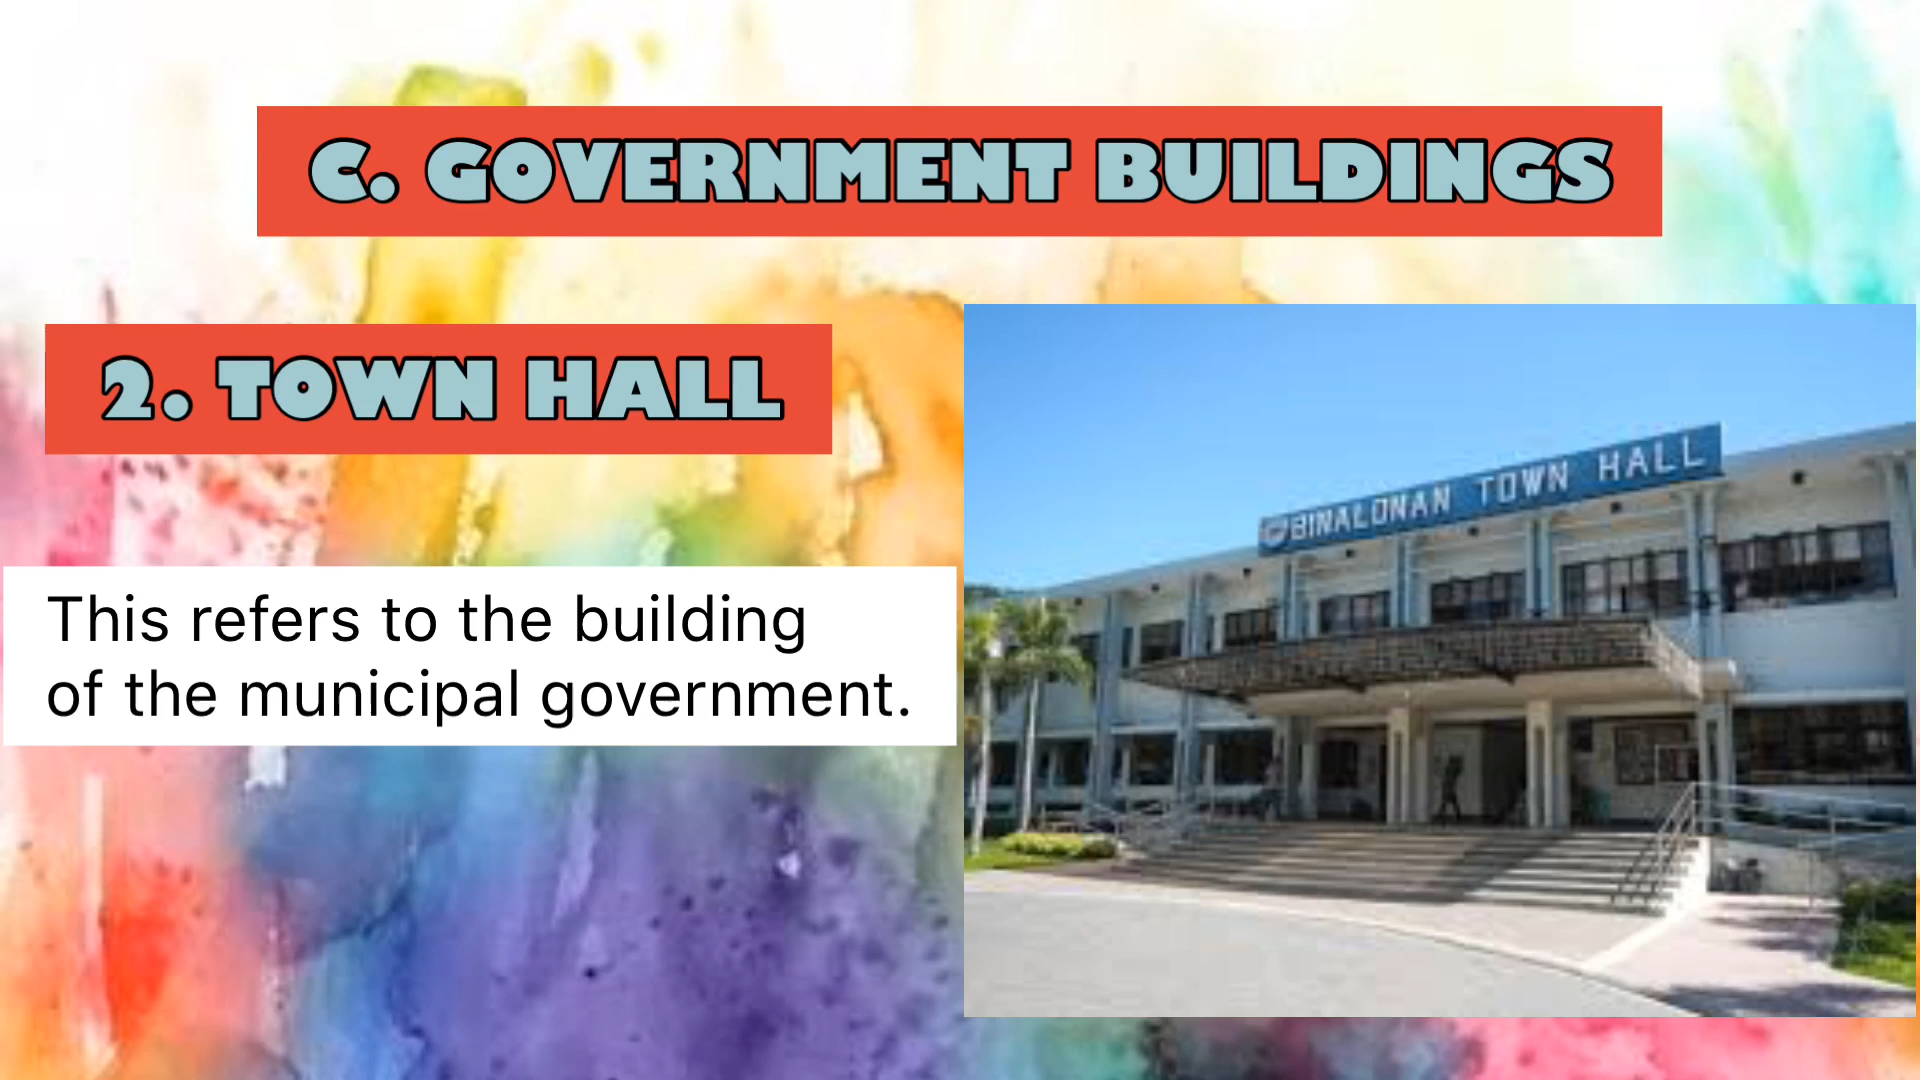 C. GOVERNMENT BUILDINGS
2. TOWN HALL
This refers to the building
of the municipal government.
BINALONAN TOWN HALL